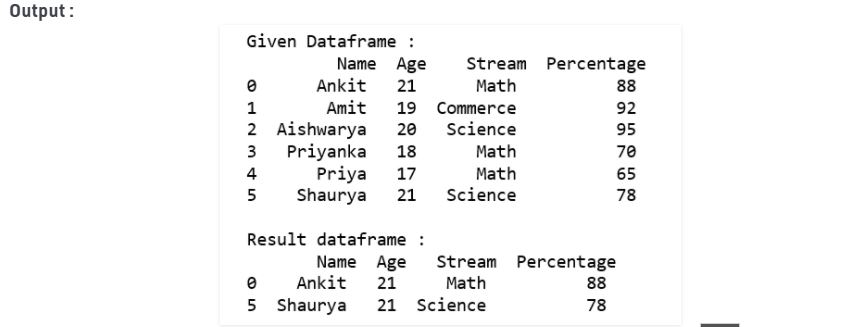 Output :
Given Dataframe :
Name Age Stream Percentage
0 Ankit 21 Math 88
1 Amit 19 Commerce 92
2 Aishwarya 20 Science 95
3 Priyanka 18 Math 70
4 Priya 17 Math 65
5 Shaurya 21 Science 78
Result dataframe :
Name Age Stream Percentage
0 Ankit 21 Math 88
5 Shaurya 21 Science 78